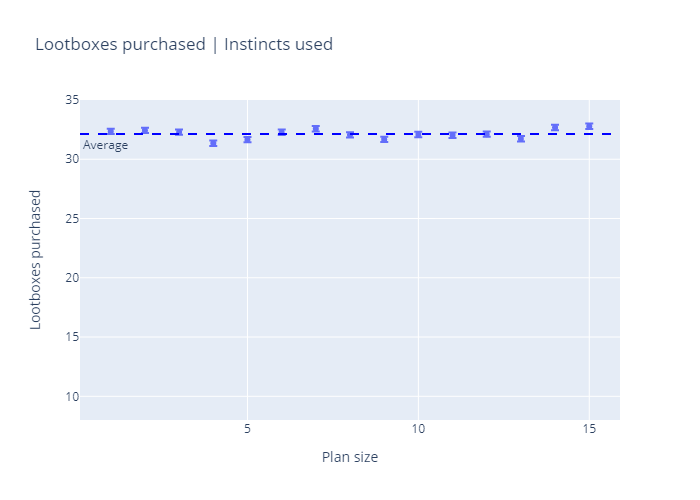 Lootboxes purchased | Instincts used
35
30
25
20
15
10
Average
Lootboxes purchased
5
10
15
Plan size